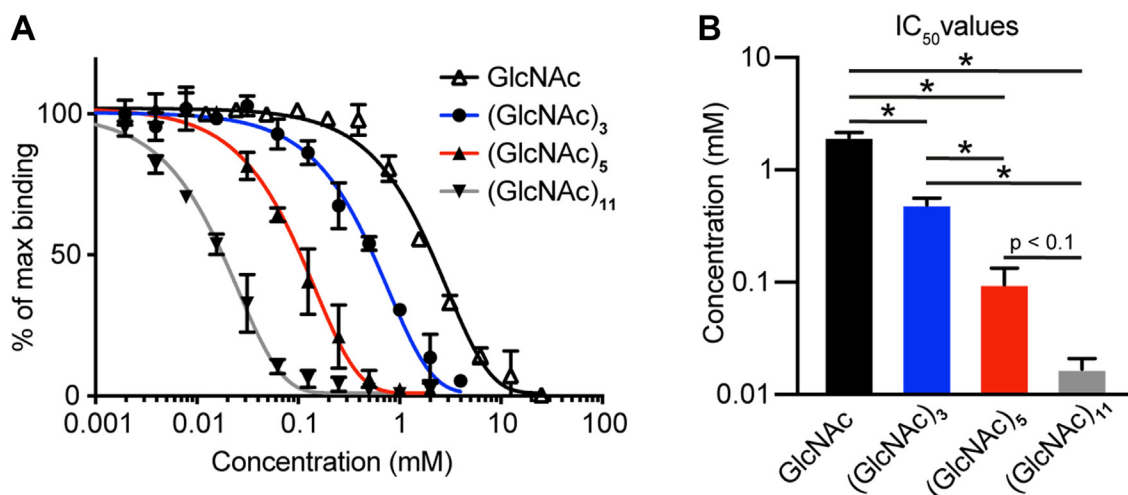 A
% of max binding
100
50
0
0.001
0.01
0.1
1
10
100
Concentration (mM)
GlcNAc
(GlcNAc)₃
(GlcNAc)₅
(GlcNAc)₁₁
B
IC₅₀ values
Concentration (mM)
10
1
0.1
0.01
*
*
*
*
*
p < 0.1
GlcNAc
(GlcNAc)₃
(GlcNAc)₅
(GlcNAc)₁₁